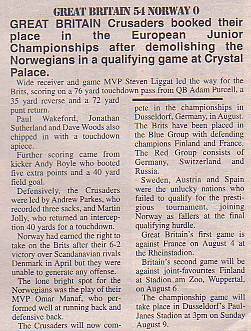 GREAT BRITAIN 54 NORWAY 0
GREAT BRITAIN Crusaders booked their
place in the European Junior
Championships after demolishing the
Norwegians in a qualifying game at Crystal
Palace.
Wide receiver and game MVP Steven Liggat led the way for the
Brits, scoring on a 76 yard touchdown pass from QB Adam Purcell, a
35 yard reverse and a 72 yard
punt return.
Paul Wakeford, Jonathan
Sutherland and Dave Woods also
chipped in with a touchdown
apiece.
Further scoring came from
kicker Andy Boyle who booted
five extra points and a 40 yard
field goal.
Defensively, the Crusaders
were led by Andrew Parkes, who
recorded three sacks, and Martin
Jolly, who returned an intercep-
tion 40 yards for a touchdown.
Norway had earned the right to
take on the Brits after their 6-2
victory over Scandanavian rivals
Denmark in April but they were
unable to generate any offense.
The lone bright spot for the
Norwegians was the play of their
MVP Omar Manaf, who per-
formed well at running back and
defensive back.
The Crusaders will now com-
pete in the championships in
Dusseldorf, Germany, in August.
The Brits have been placed in
the Blue Group with defending
champions Finland and France.
The Red Group consists of
Germany, Switzerland and
Russia.
Sweden, Austria and Spain
were the unlucky nations who
failed to qualify for the presti-
gious tournament, joining
Norway as fallers at the final
qualifying hurdle.
Great Britain's first game is
against France on August 4 at
the Rheinstadion.
Britain's second game will be
against joint-favourites Finland
at Stadion am Zoo, Wuppertal,
on August 6.
The championship game will
take place in Dusseldorf's Paul-
Janes Stadion at 3pm on Sunday
August 9.